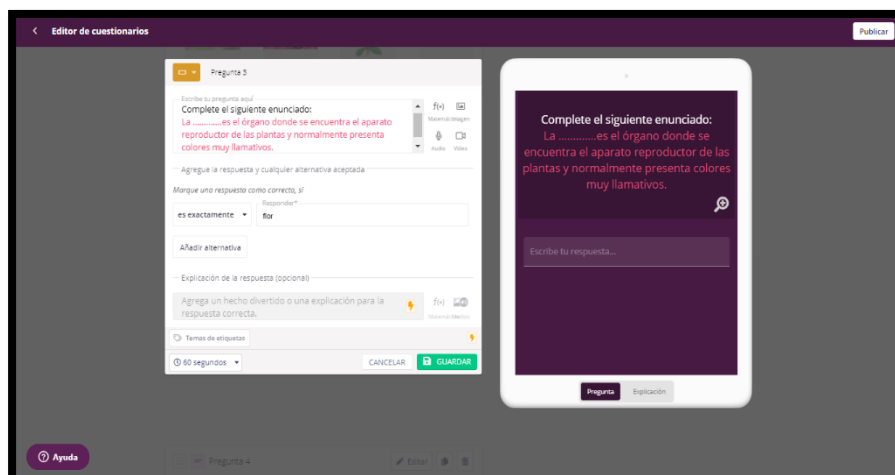 Editor de cuestionarios
Publicar
Pregunta 5
Escribe tu pregunta aquí
Complete el siguiente enunciado:
La .............es el órgano donde se encuentra el aparato
reproductor de las plantas y normalmente presenta
colores muy llamativos.
f(x)
Imagen
Audio Video
Agregue la respuesta y cualquier alternativa aceptada
Marque una respuesta como correcta, si
es exactamente
Responder*
flor
Añadir alternativa
Explicación de la respuesta (opcional)
Agrega un hecho divertido o una explicación para la
respuesta correcta.
f(x)
Temas de etiquetas
60 segundos
CANCELAR
GUARDAR
Complete el siguiente enunciado:
La .............es el órgano donde se
encuentra el aparato reproductor de las
plantas y normalmente presenta colores
muy llamativos.
Escribe tu respuesta...
Pregunta
Explicación
Ayuda
Pregunta 4
Editar